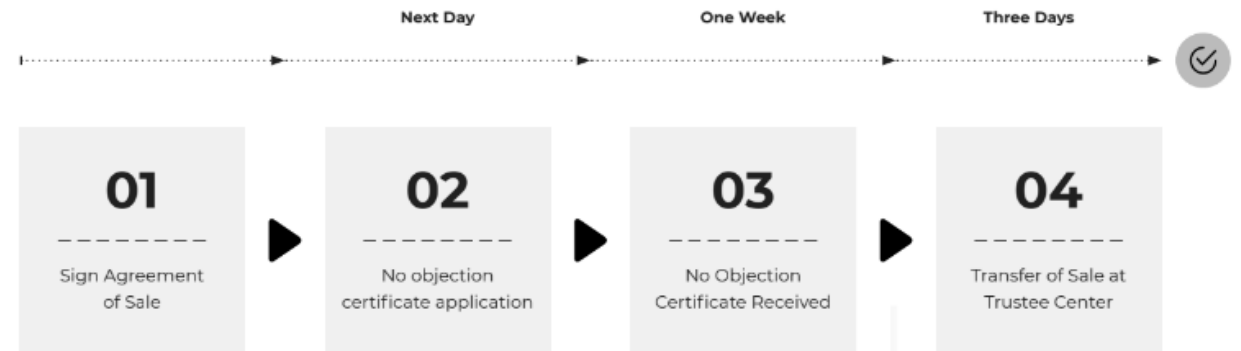 Next Day
One Week
Three Days
01
Sign Agreement
of Sale
02
No objection
certificate application
03
No Objection
Certificate Received
04
Transfer of Sale at
Trustee Center